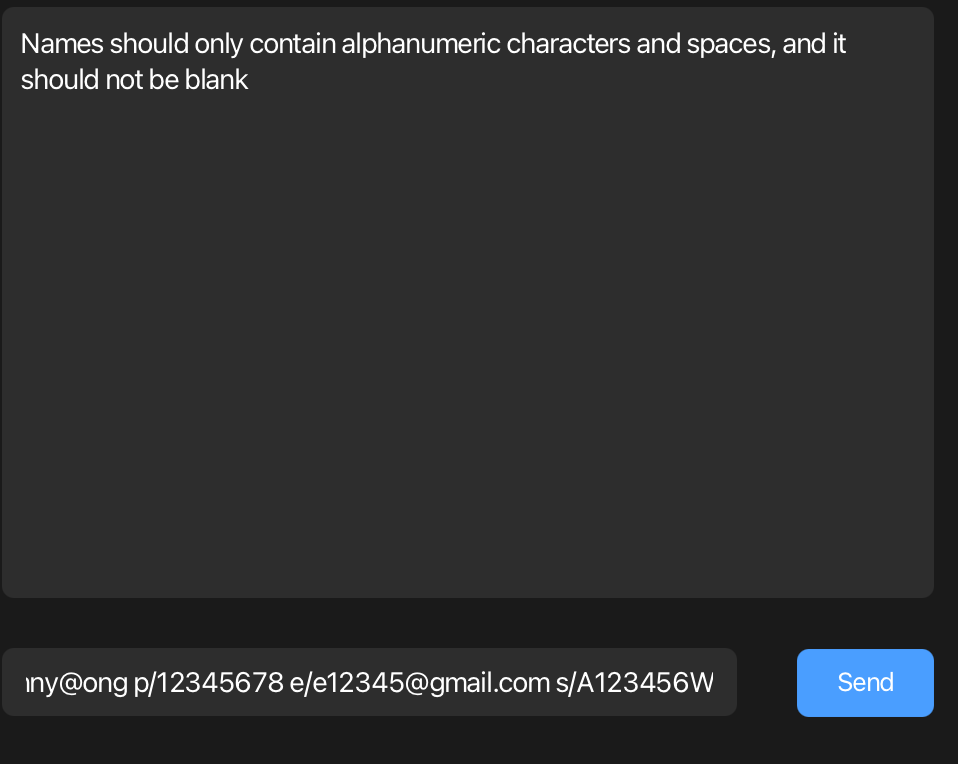 Names should only contain alphanumeric characters and spaces, and it
should not be blank
ny@ong p/12345678 e/e12345@gmail.com s/A123456W
Send